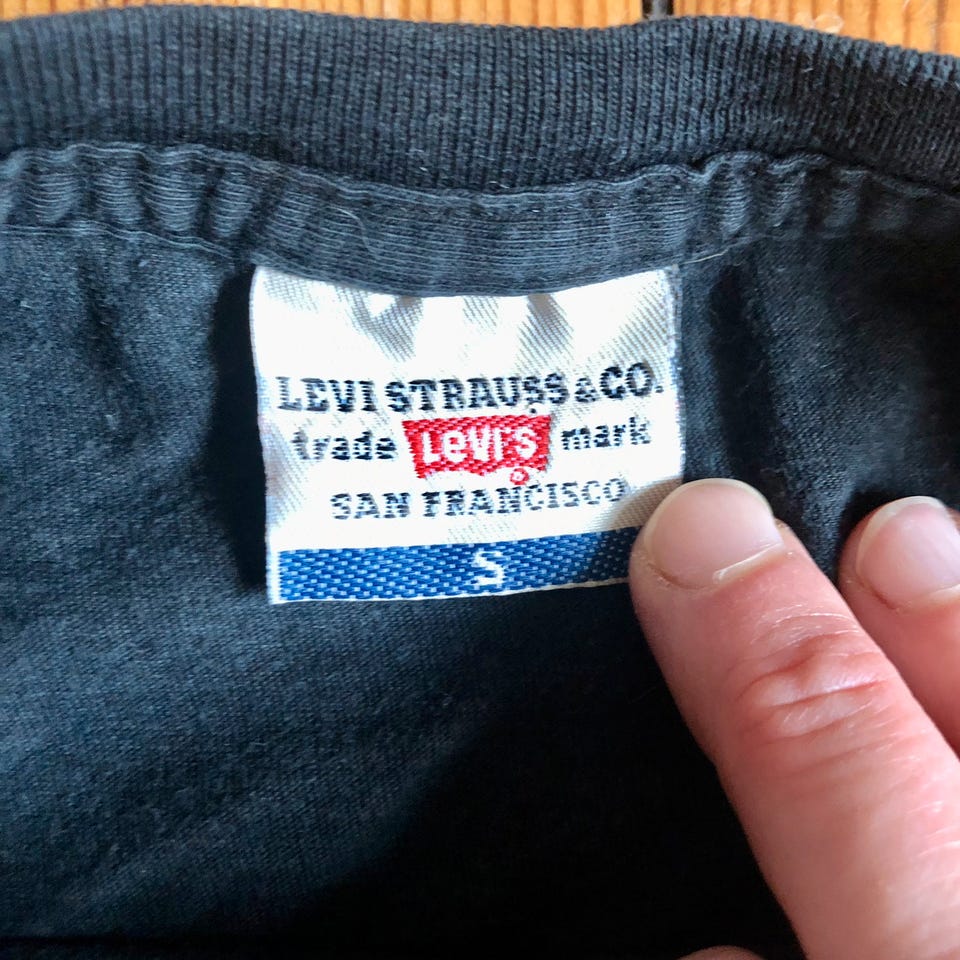 LEVI STRAUSS & CO.
trade Levi's mark
®
SAN FRANCISCO
S